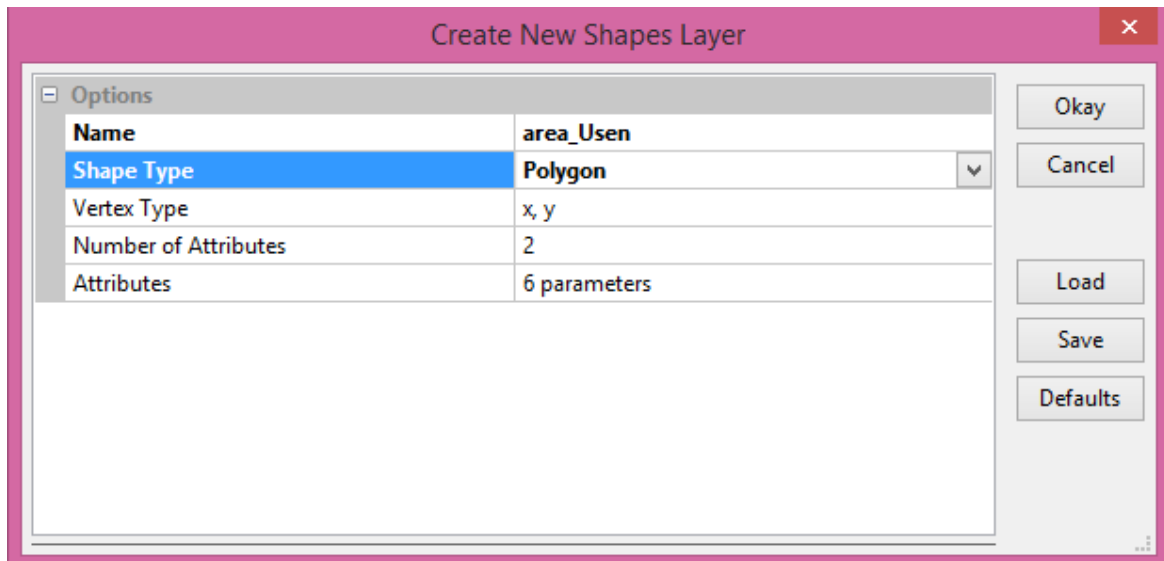 Create New Shapes Layer
Options
Name area_Usen
Shape Type Polygon
Vertex Type x, y
Number of Attributes 2
Attributes 6 parameters
Okay
Cancel
Load
Save
Defaults